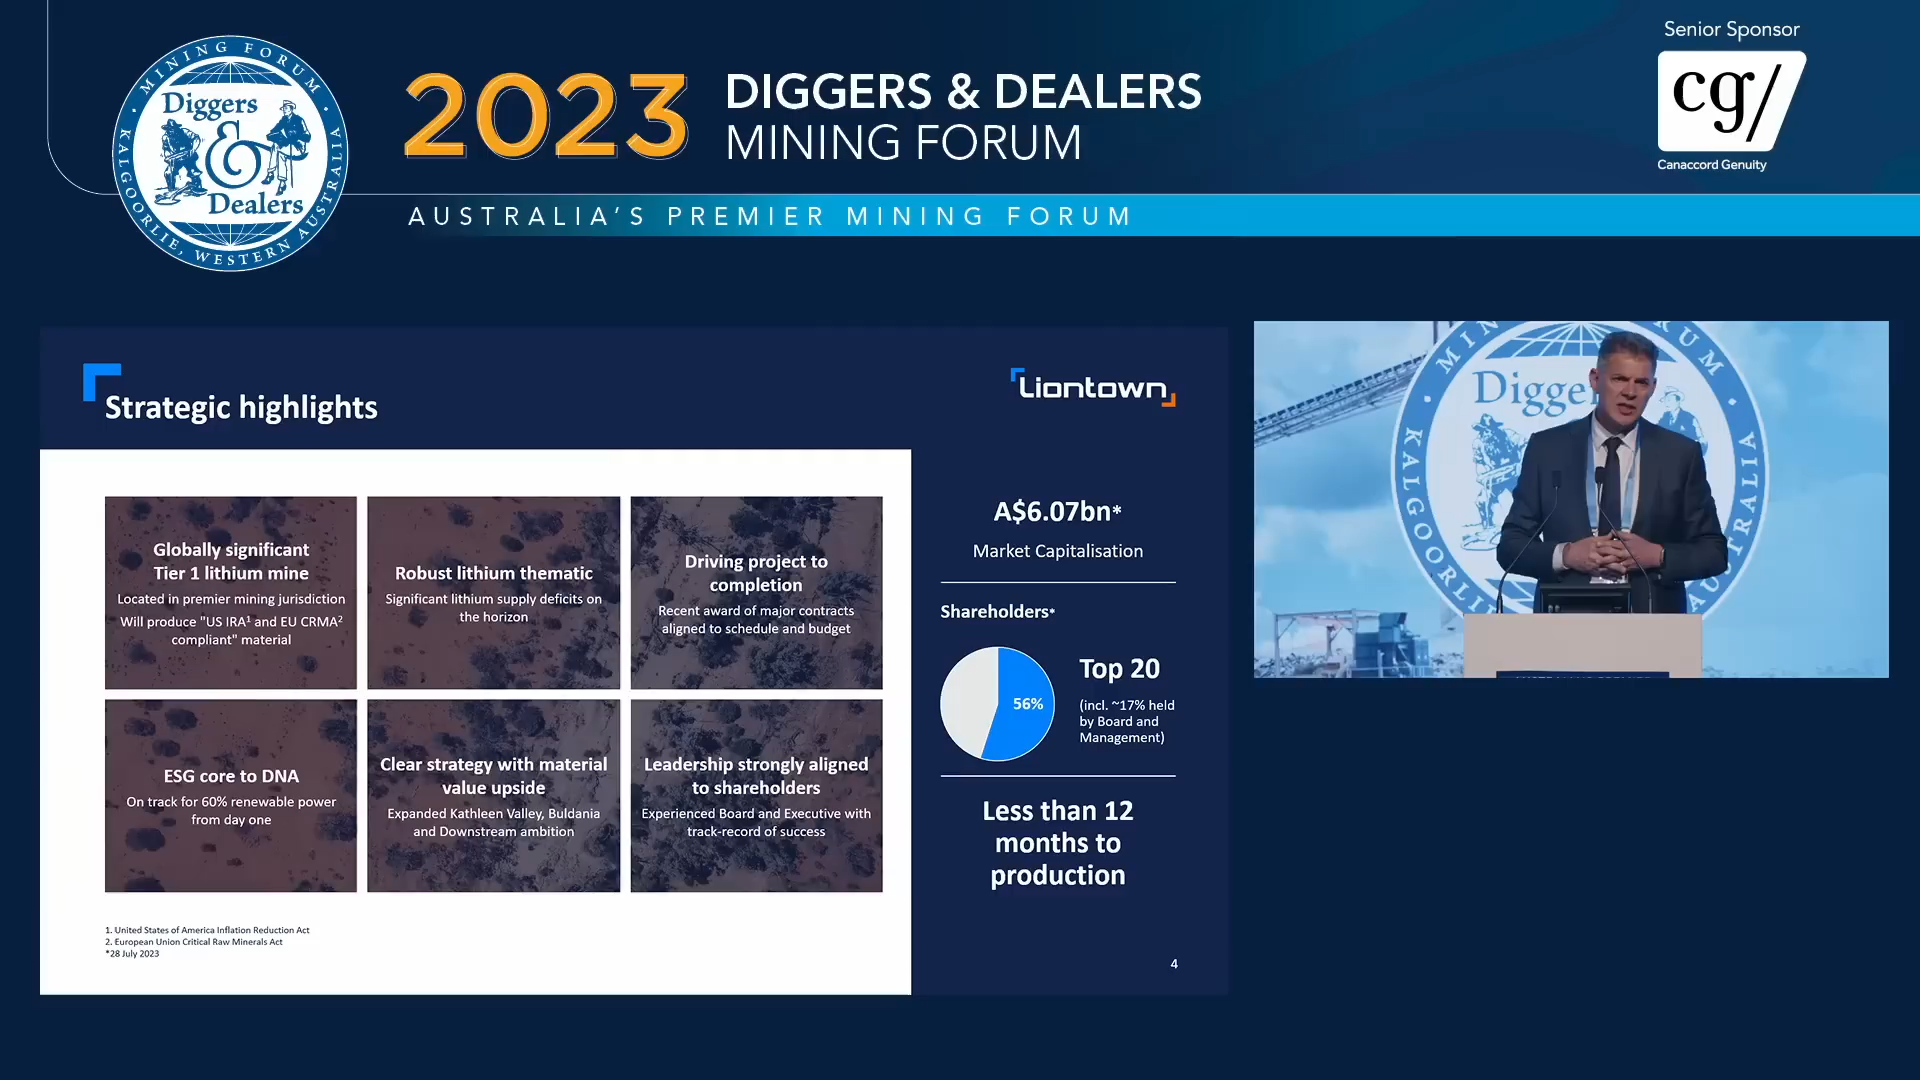 MINING FORUM
Diggers
&
Dealers
KALGOORLIE, WESTERN AUSTRALIA
2023
DIGGERS & DEALERS
MINING FORUM
AUSTRALIA'S PREMIER MINING FORUM
Senior Sponsor
cg/
Canaccord Genuity
Strategic highlights
Liontown
Globally significant
Tier 1 lithium mine
Located in premier mining jurisdiction
Will produce "US IRA¹ and EU CRMA²
compliant" material
Robust lithium thematic
Significant lithium supply deficits on
the horizon
Driving project to
completion
Recent award of major contracts
aligned to schedule and budget
ESG core to DNA
On track for 60% renewable power
from day one
Clear strategy with material
value upside
Expanded Kathleen Valley, Buldania
and Downstream ambition
Leadership strongly aligned
to shareholders
Experienced Board and Executive with
track-record of success
1. United States of America Inflation Reduction Act
2. European Union Critical Raw Minerals Act
*28 July 2023
A$6.07bn*
Market Capitalisation
Shareholders*
56%
Top 20
(incl. ~17% held
by Board and
Management)
Less than 12
months to
production
4
Digge
KALGOORLI